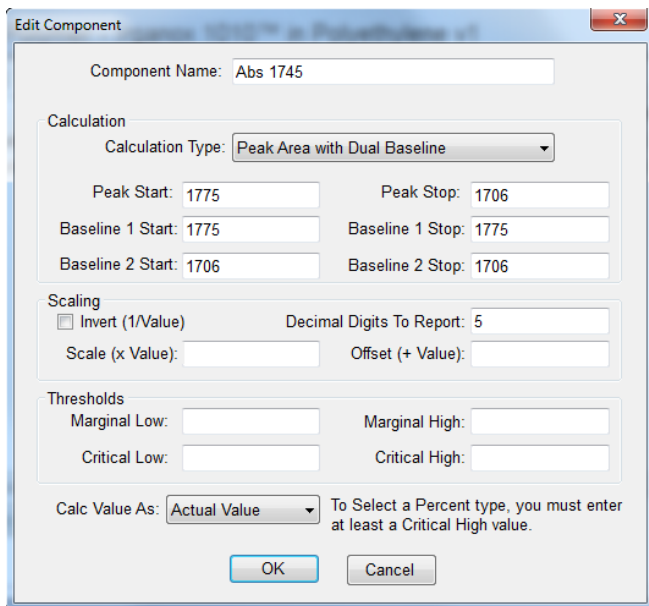 Edit Component
Component Name: Abs 1745
Calculation
Calculation Type: Peak Area with Dual Baseline
Peak Start: 1775 Peak Stop: 1706
Baseline 1 Start: 1775 Baseline 1 Stop: 1775
Baseline 2 Start: 1706 Baseline 2 Stop: 1706
Scaling
Invert (1/Value) Decimal Digits To Report: 5
Scale (x Value): Offset (+ Value):
Thresholds
Marginal Low: Marginal High:
Critical Low: Critical High:
Calc Value As: Actual Value To Select a Percent type, you must enter
at least a Critical High value.
OK Cancel